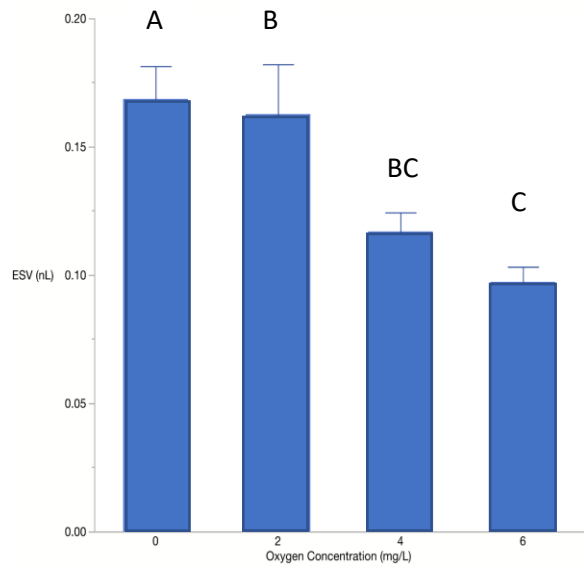 0.20
A
B
0.15
BC
C
ESV (nL)
0.10
0.05
0.00
0 2 4 6
Oxygen Concentration (mg/L)